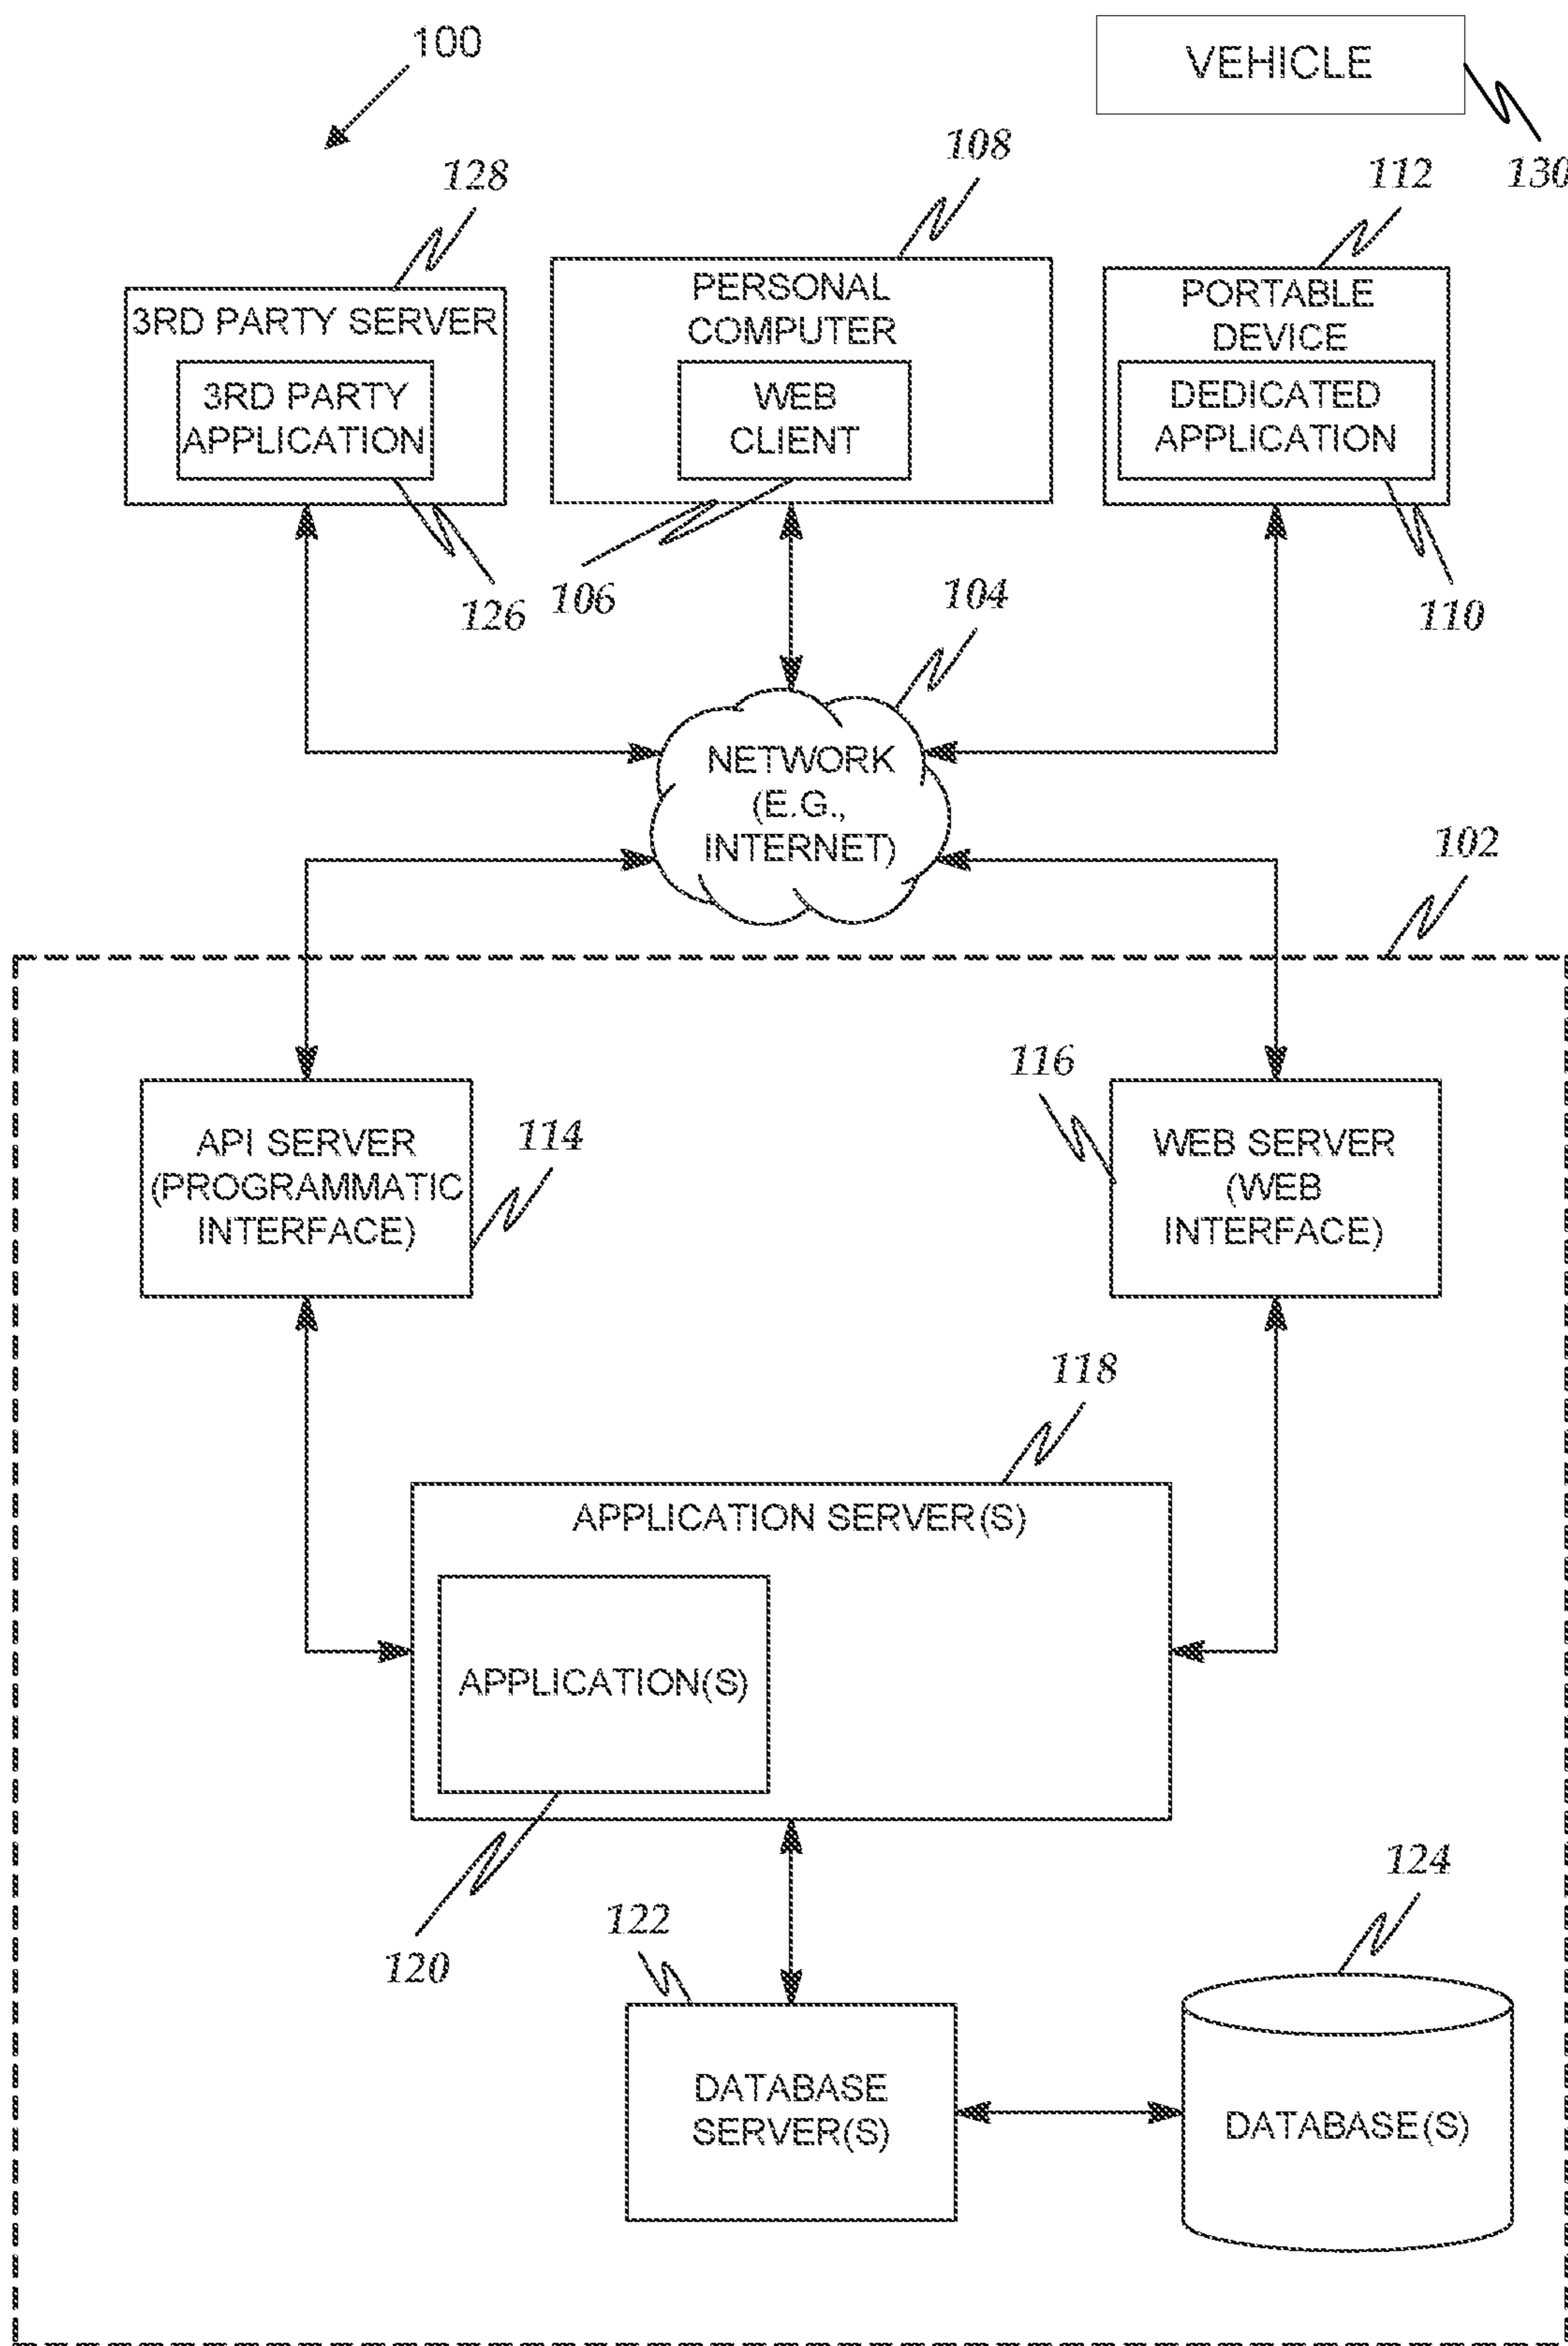 100
VEHICLE
130
128
108
112
3RD PARTY SERVER
3RD PARTY
APPLICATION
PERSONAL
COMPUTER
WEB
CLIENT
PORTABLE
DEVICE
DEDICATED
APPLICATION
126
106
104
110
NETWORK
(E.G.,
INTERNET)
102
API SERVER
(PROGRAMMATIC
INTERFACE)
114
116
WEB SERVER
(WEB
INTERFACE)
118
APPLICATION SERVER(S)
APPLICATION(S)
120
122
124
DATABASE
SERVER(S)
DATABASE(S)